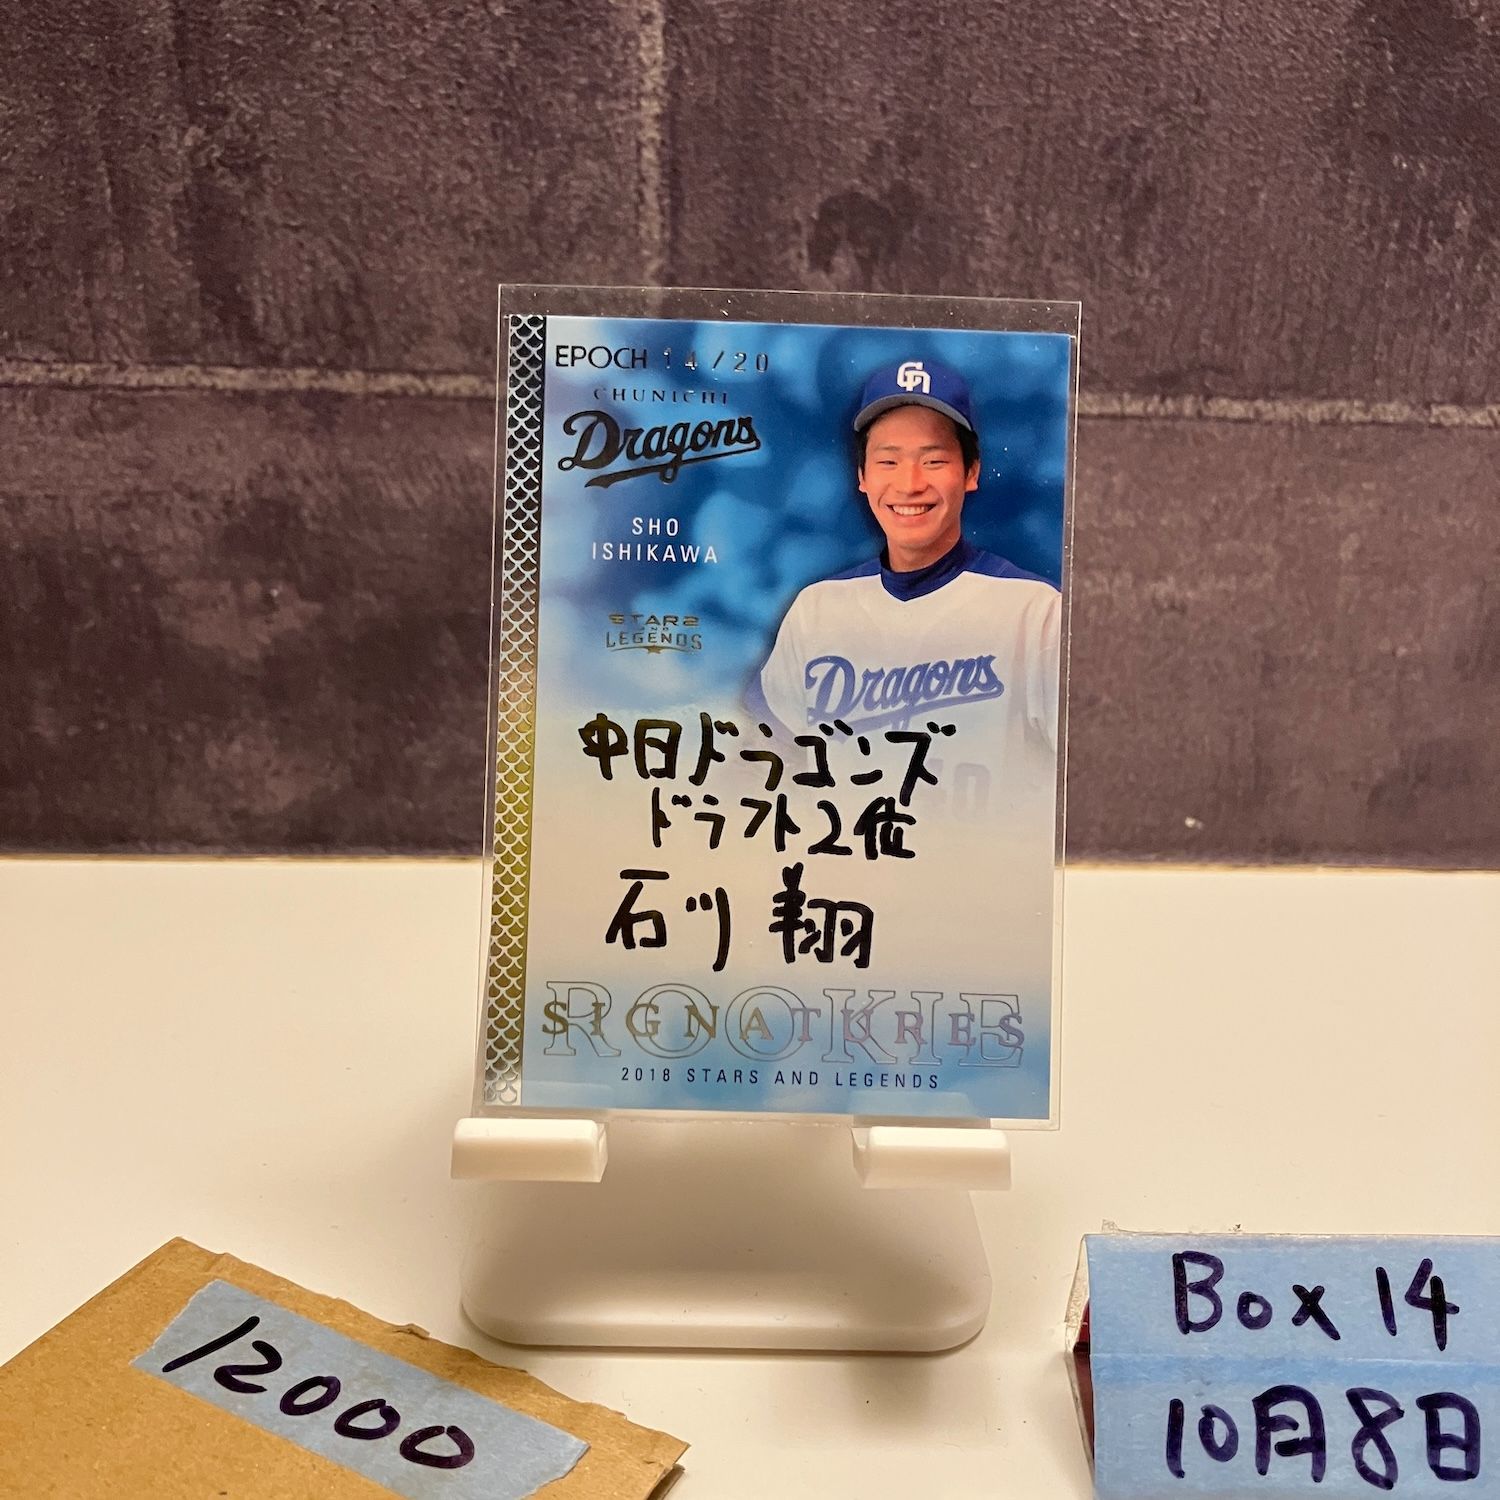 EPOCH 14/20
CHUNICHI
Dragons
SHO
ISHIKAWA
STARS
AND
LEGENDS
Dragons
中日ドラゴンズ
ドラフト2位
石川 翔
ROOKIE
SIGNATURES
2018 STARS AND LEGENDS
12000
Box 14
10月8日